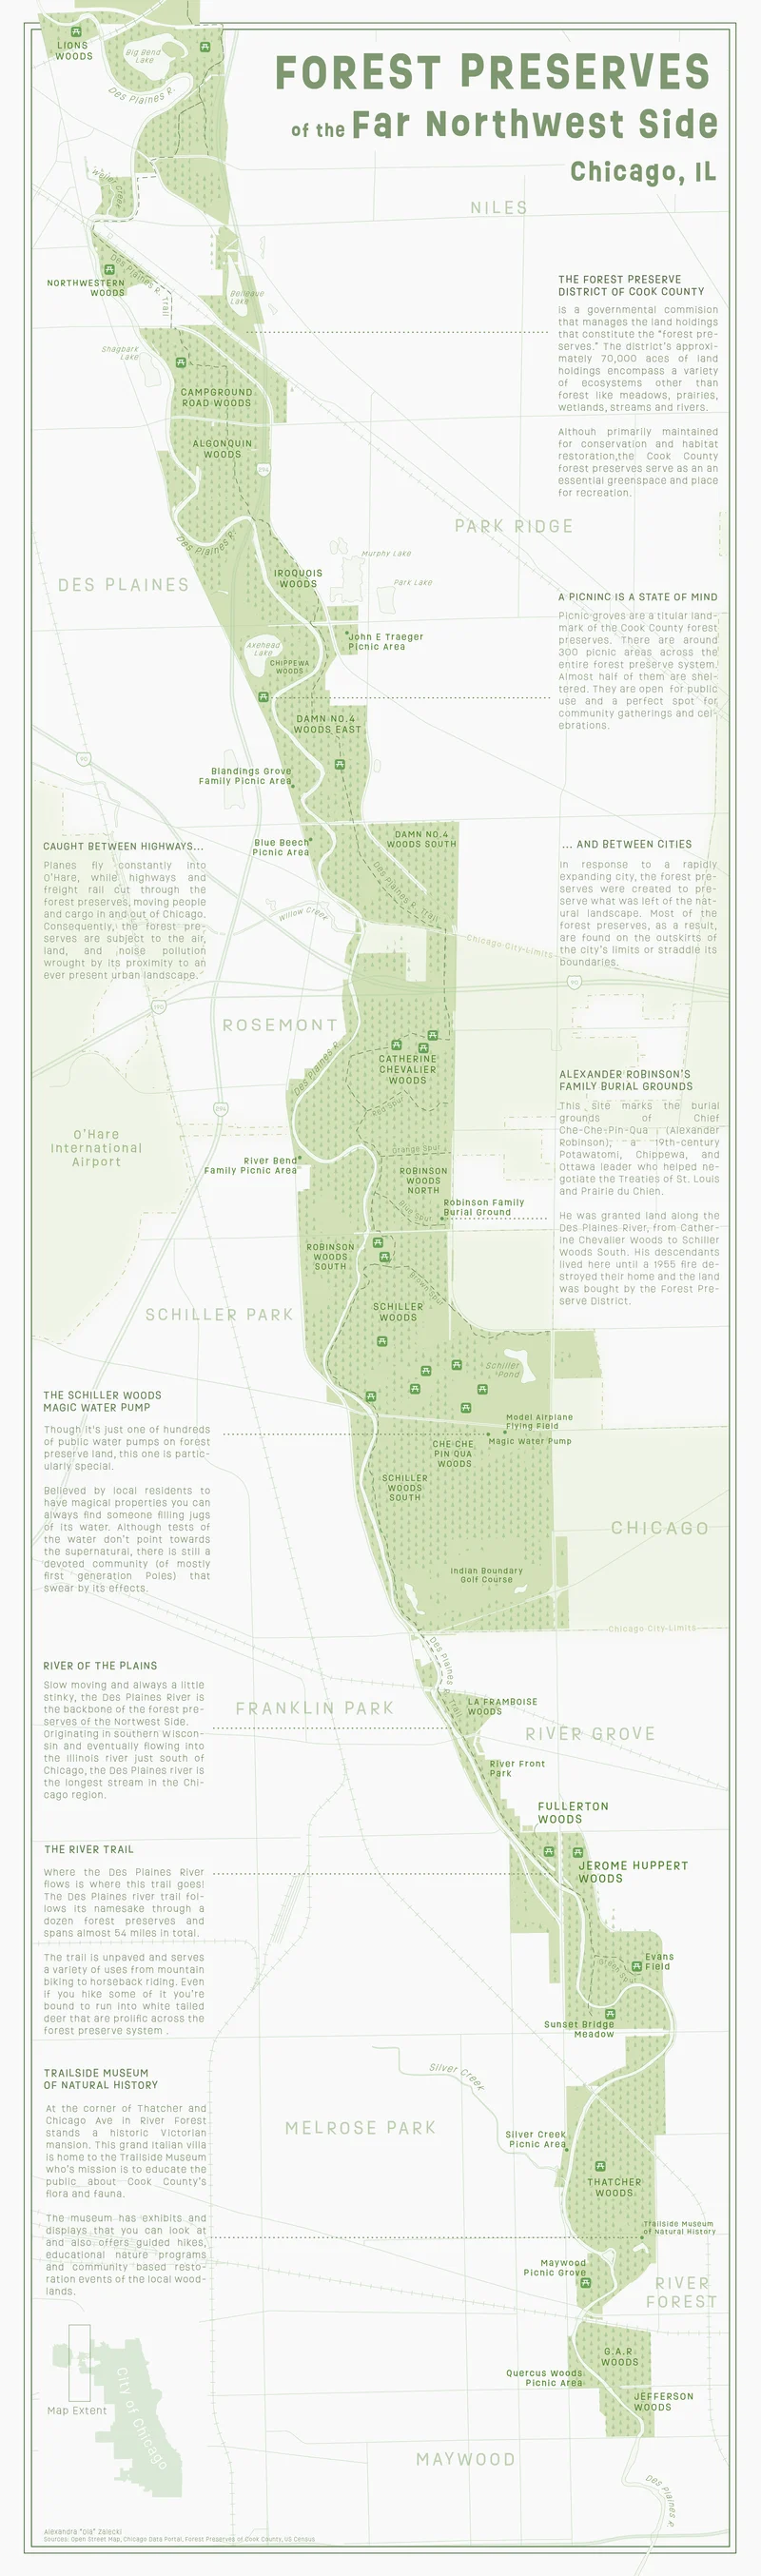 LIONS
WOODS
Big Bend
Lake
Des Plaines R.
FOREST PRESERVES
of the Far Northwest Side
Chicago, IL
NILES
NORTHWESTERN
WOODS
Des Plaines R.
Trail
Belleaue
Lake
THE FOREST PRESERVE
DISTRICT OF COOK COUNTY
is a governmental commision
that manages the land holdings
that constitute the "forest pre-
serves." The district's approxi-
mately 70,000 aces of land
holdings encompass a variety
of ecosystems other than
forest like meadows, prairies,
wetlands, streams and rivers.
Althouh primarily maintained
for conservation and habitat
restoration,the Cook County
forest preserves serve as an an
essential greenspace and place
for recreation.
Shagbark
Lake
CAMPGROUND
ROAD WOODS
ALGONQUIN
WOODS
294
PARK RIDGE
Des Plaines R.
DES PLAINES
IROQUOIS
WOODS
Murphy Lake
Park Lake
A PICNINC IS A STATE OF MIND
Picnic groves are a titular land-
mark of the Cook County forest
preserves. There are around
300 picnic areas across the
entire forest preserve system.
Almost half of them are shel-
tered. They are open for public
use and a perfect spot for
community gatherings and cel-
ebrations.
John E Traeger
Picnic Area
Axehead
Lake
CHIPPEWA
WOODS
DAMN NO.4
WOODS EAST
90
Blandings Grove
Family Picnic Area
Blue Beech
Picnic Area
DAMN NO.4
WOODS SOUTH
CAUGHT BETWEEN HIGHWAYS...
Planes fly constantly into
O'Hare, while highways and
freight rail cut through the
forest preserves, moving people
and cargo in and out of Chicago.
Consequently, the forest pre-
serves are subject to the air,
land, and noise pollution
wrought by its proximity to an
ever present urban landscape.
... AND BETWEEN CITIES
In response to a rapidly
expanding city, the forest pre-
serves were created to pre-
serve what was left of the nat-
ural landscape. Most of the
forest preserves, as a result,
are found on the outskirts of
the city's limits or straddle its
boundaries.
Des Plaines R. Trail
Willow Creek
Chicago City Limits
90
190
ROSEMONT
CATHERINE
CHEVALIER
WOODS
Des Plaines R.
Red Spur
294
ALEXANDER ROBINSON'S
FAMILY BURIAL GROUNDS
This site marks the burial
grounds of Chief
Che-Che-Pin-Qua (Alexander
Robinson); a 19th-century
Potawatomi, Chippewa, and
Ottawa leader who helped ne-
gotiate the Treaties of St. Louis
and Prairie du Chien.
He was granted land along the
Des Plaines River, from Cather-
ine Chevalier Woods to Schiller
Woods South. His descendants
lived here until a 1955 fire de-
stroyed their home and the land
was bought by the Forest Pre-
serve District.
O'Hare
International
Airport
Orange Spur
River Bend
Family Picnic Area
ROBINSON
WOODS
NORTH
Blue Spur
Robinson Family
Burial Ground
ROBINSON
WOODS
SOUTH
Brown Spur
SCHILLER
WOODS
SCHILLER PARK
Schiller
Pond
THE SCHILLER WOODS
MAGIC WATER PUMP
Though it's just one of hundreds
of public water pumps on forest
preserve land, this one is partic-
ularly special.
Believed by local residents to
have magical properties you can
always find someone filling jugs
of its water. Although tests of
the water don't point towards
the supernatural, there is still a
devoted community (of mostly
first generation Poles) that
swear by its effects.
Model Airplane
Flying Field
Magic Water Pump
CHE-CHE
PIN QUA
WOODS
SCHILLER
WOODS
SOUTH
CHICAGO
Indian Boundary
Golf Course
Chicago City Limits
Des Plaines R. Trail
RIVER OF THE PLAINS
Slow moving and always a little
stinky, the Des Plaines River is
the backbone of the forest pre-
serves of the Nortwest Side.
Originating in southern Wiscon-
sin and eventually flowing into
the Illinois river just south of
Chicago, the Des Plaines river is
the longest stream in the Chi-
cago region.
FRANKLIN PARK
LA FRAMBOISE
WOODS
RIVER GROVE
River Front
Park
FULLERTON
WOODS
JEROME HUPPERT
WOODS
THE RIVER TRAIL
Where the Des Plaines River
flows is where this trail goes!
The Des Plaines river trail fol-
lows its namesake through a
dozen forest preserves and
spans almost 54 miles in total.
The trail is unpaved and serves
a variety of uses from mountain
biking to horseback riding. Even
if you hike some of it you're
bound to run into white tailed
deer that are prolific across the
forest preserve system .
Evans
Field
Sunset Bridge
Meadow
TRAILSIDE MUSEUM
OF NATURAL HISTORY
At the corner of Thatcher and
Chicago Ave in River Forest
stands a historic Victorian
mansion. This grand Italian villa
is home to the Trailside Museum
who's mission is to educate the
public about Cook County's
flora and fauna.
The museum has exhibits and
displays that you can look at
and also offers guided hikes,
educational nature programs
and community based resto-
ration events of the local wood-
lands.
Silver Creek
MELROSE PARK
Silver Creek
Picnic Area
THATCHER
WOODS
Trailside Museum
of Natural History
Maywood
Picnic Grove
RIVER
FOREST
G.A.R
WOODS
Quercus Woods
Picnic Area
JEFFERSON
WOODS
City of Chicago
Map Extent
MAYWOOD
Des Plaines R.
Alexandra "Ola" Zalecki
Sources: Open Street Map, Chicago Data Portal, Forest Preserves of Cook County, US Census